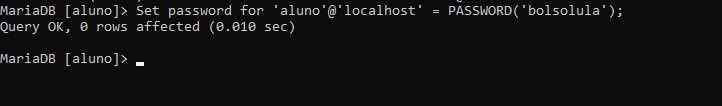 MariaDB [aluno]> Set password for 'aluno'@'localhost' = PASSWORD('bolsolula');
Query OK, 0 rows affected (0.010 sec)
MariaDB [aluno]>